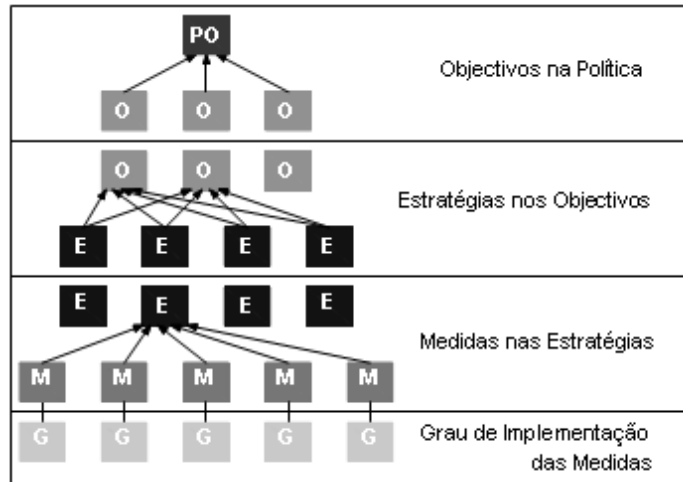 PO
Objectivos na Política
O O O
O O O
Estratégias nos Objectivos
E E E E
E E E E
Medidas nas Estratégias
M M M M M
G G G G G
Grau de Implementação
das Medidas